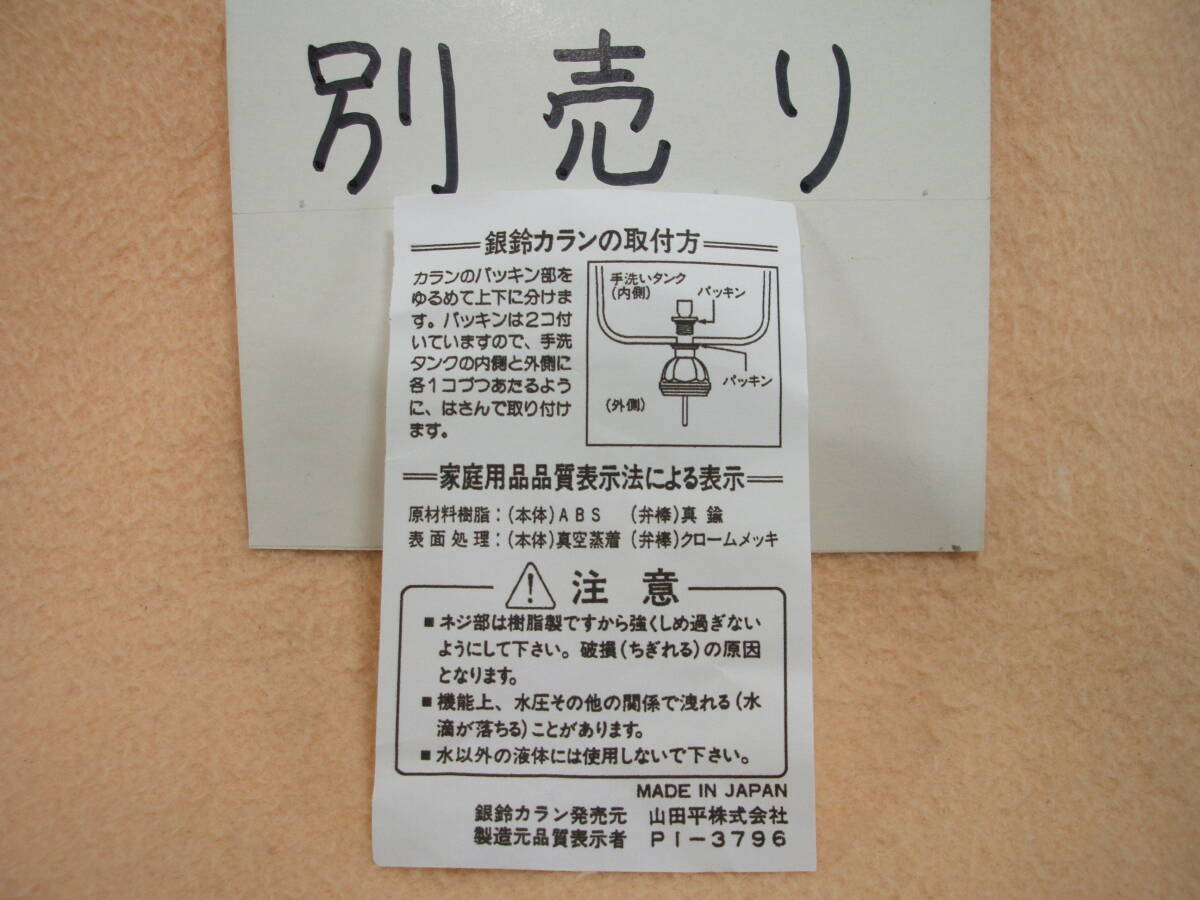 別売り
銀鈴カランの取付方
カランのパッキン部を
ゆるめて上下に分けま
す。パッキンは2コ付
いていますので、手洗
タンクの内側と外側に
各1コづつあたるよう
に、はさんで取り付け
ます。
手洗いタンク
(内側)
パッキン
パッキン
(外側)
家庭用品品質表示法による表示
原材料樹脂:(本体)ABS (弁棒)真鍮
表面処理:(本体)真空蒸着 (弁棒)クロームメッキ
注意
■ネジ部は樹脂製ですから強くしめ過ぎない
ようにして下さい。破損(ちぎれる)の原因
となります。
■機能上、水圧その他の関係で洩れる(水
滴が落ちる)ことがあります。
■水以外の液体には使用しないで下さい。
MADE IN JAPAN
銀鈴カラン発売元 山田平株式会社
製造元品質表示者 PI-3796